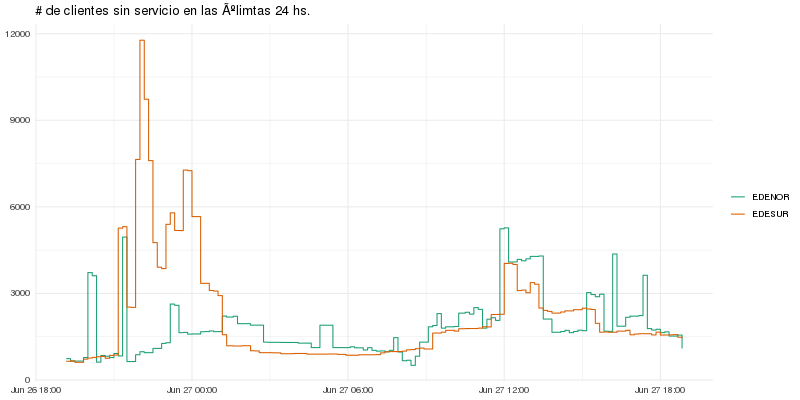 # de clientes sin servicio en las Ãºlimtas 24 hs.
12000
9000
6000
3000
0
Jun 26 18:00
Jun 27 00:00
Jun 27 06:00
Jun 27 12:00
Jun 27 18:00
EDENOR
EDESUR